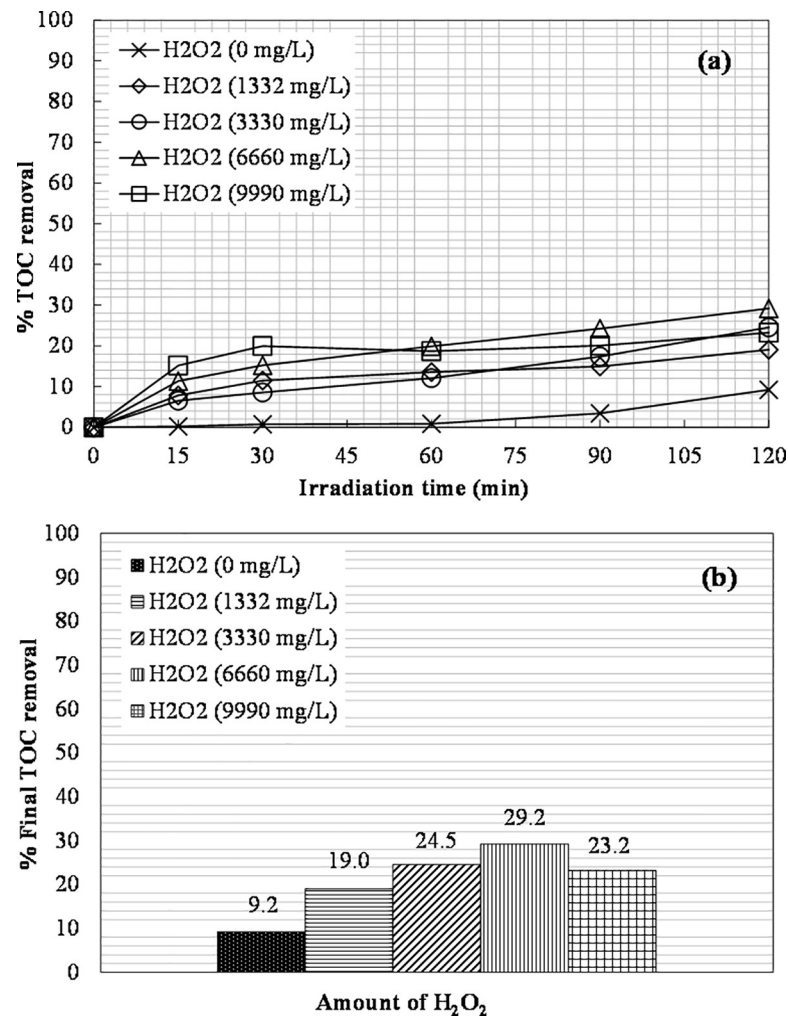 100
90
80
70
60
50
40
30
20
10
0
% TOC removal
H2O2 (0 mg/L)
H2O2 (1332 mg/L)
H2O2 (3330 mg/L)
H2O2 (6660 mg/L)
H2O2 (9990 mg/L)
(a)
0 15 30 45 60 75 90 105 120
Irradiation time (min)
100
90
80
70
60
50
40
30
20
10
0
% Final TOC removal
H2O2 (0 mg/L)
H2O2 (1332 mg/L)
H2O2 (3330 mg/L)
H2O2 (6660 mg/L)
H2O2 (9990 mg/L)
(b)
9.2 19.0 24.5 29.2 23.2
Amount of H₂O₂